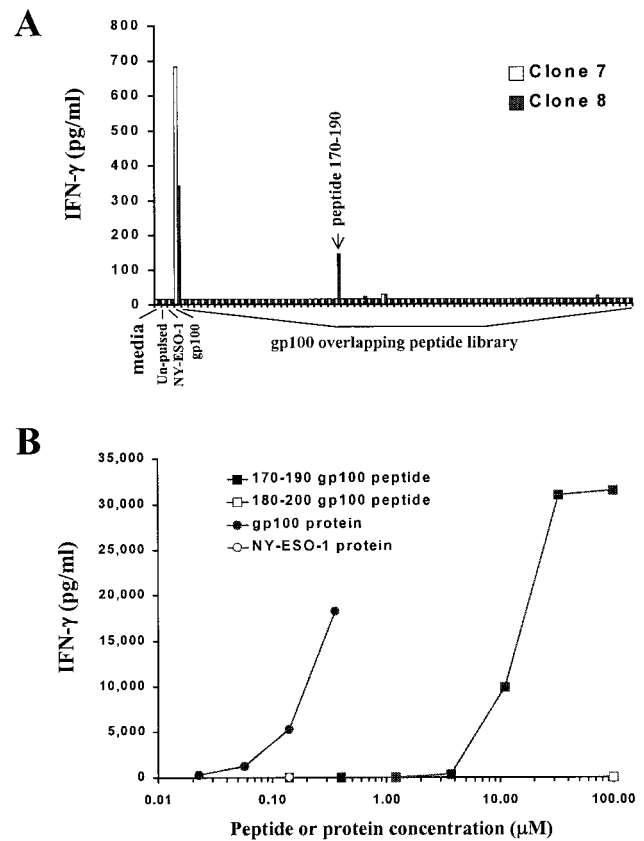 A
800
700
600
500
400
300
200
100
0
IFN-γ (pg/ml)
Clone 7
Clone 8
peptide 170-190
media
Un-pulsed
NY-ESO-1
gp100
gp100 overlapping peptide library
B
35,000
30,000
25,000
20,000
15,000
10,000
5,000
0
IFN-γ (pg/ml)
170-190 gp100 peptide
180-200 gp100 peptide
gp100 protein
NY-ESO-1 protein
0.01
0.10
1.00
10.00
100.00
Peptide or protein concentration (μM)